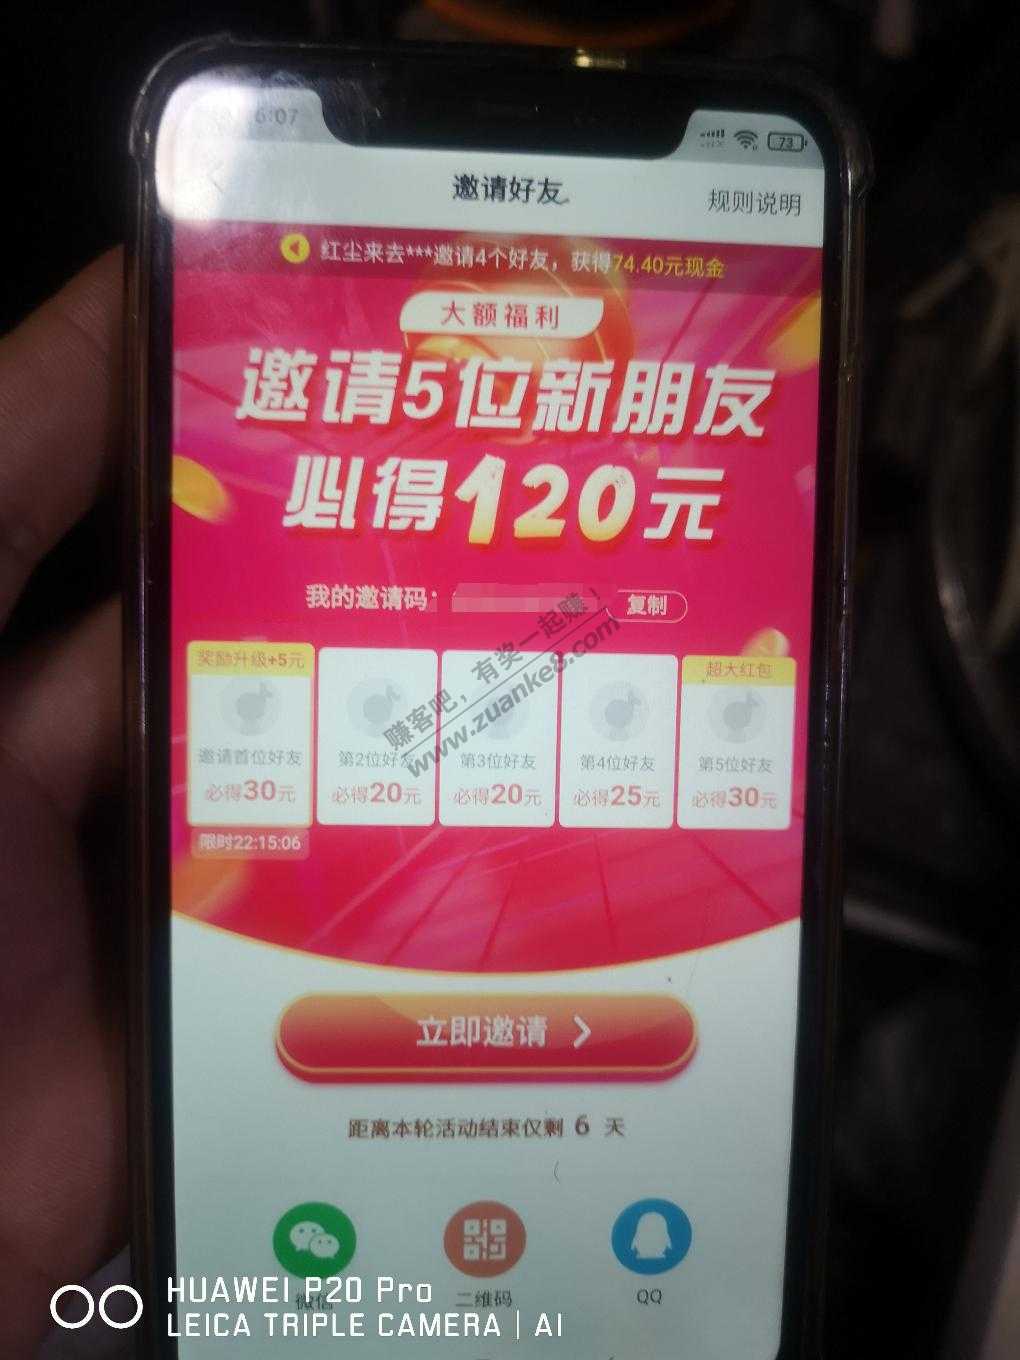 6:07
73
邀请好友
规则说明
红尘来去***邀请4个好友，获得74.40元现金
大额福利
邀请5位新朋友
必得120元
我的邀请码：
复制
奖励升级+5元
邀请首位好友
必得30元
限时22:15:06
第2位好友
必得20元
第3位好友
必得20元
第4位好友
必得25元
超大红包
第5位好友
必得30元
赚客吧，有奖一起赚！
www.zuanke8.com
立即邀请
距离本轮活动结束仅剩 6 天
微信
二维码
QQ
HUAWEI P20 Pro
LEICA TRIPLE CAMERA | AI